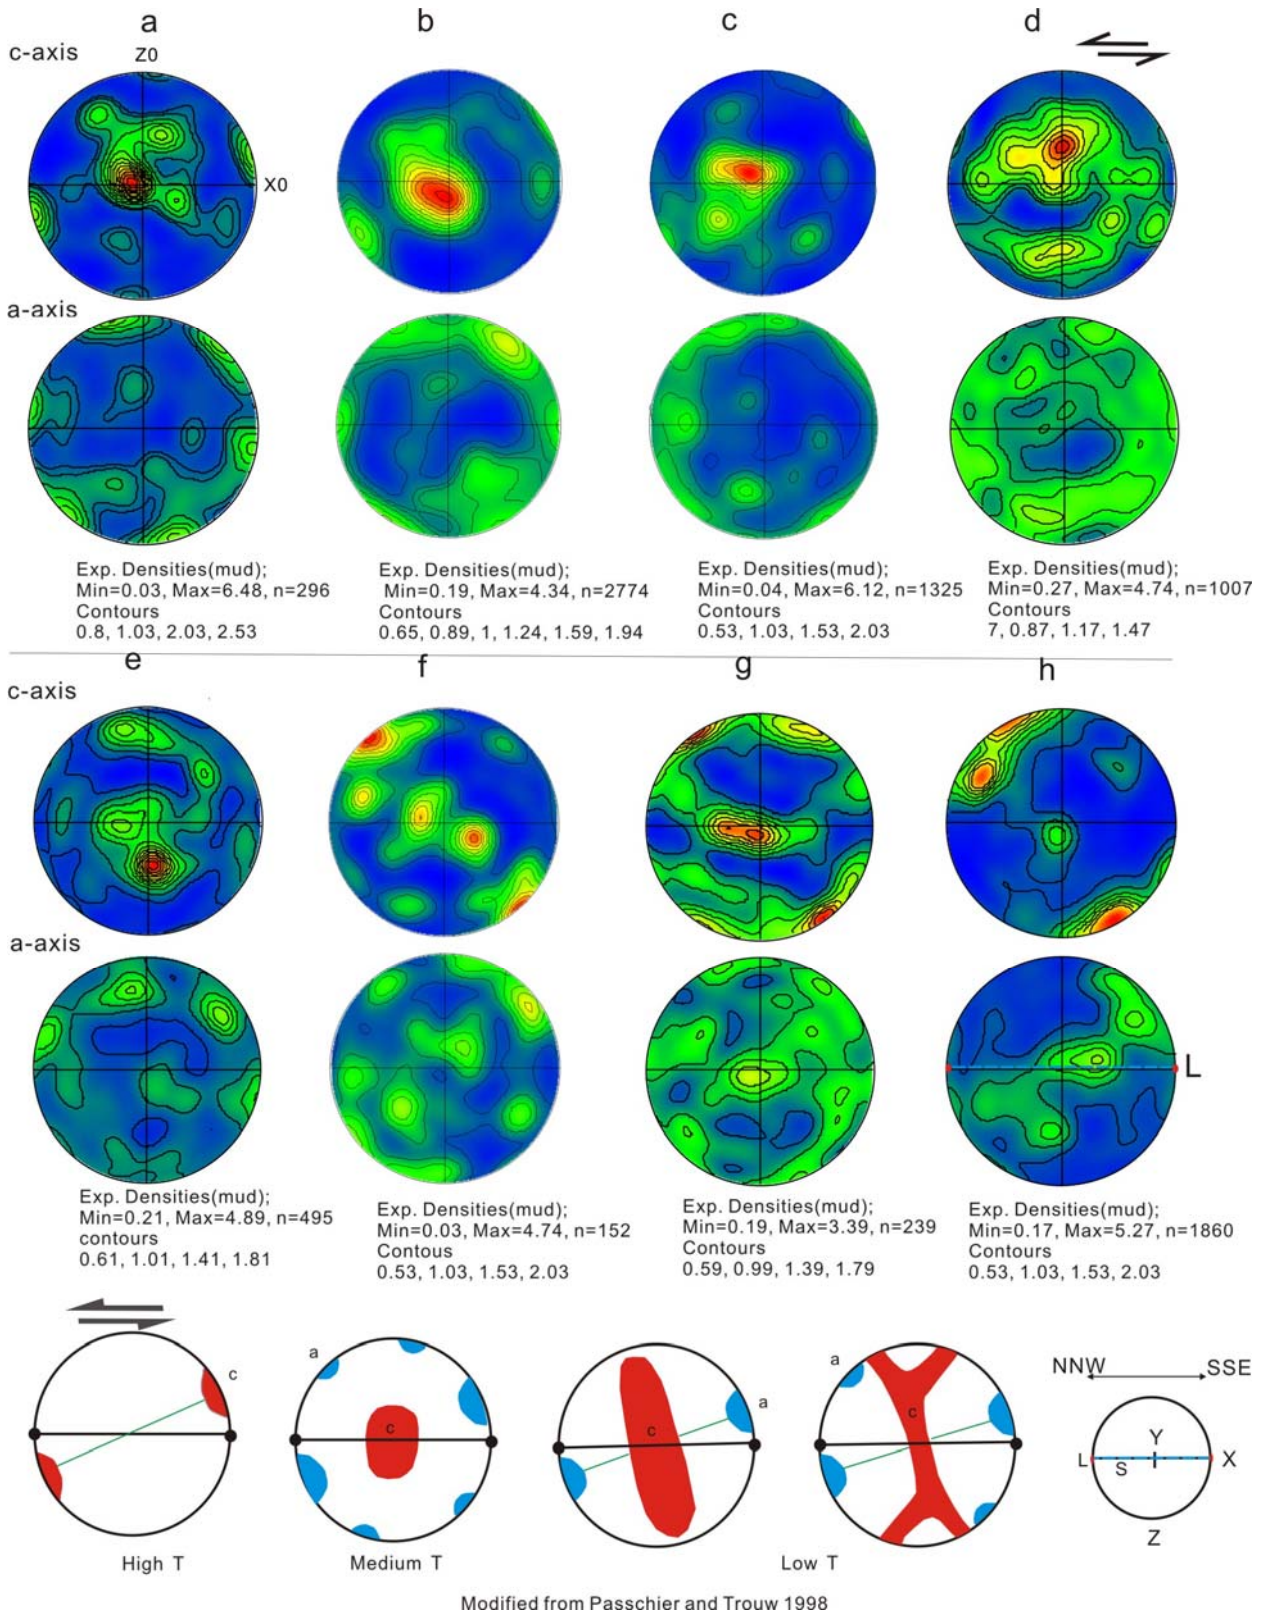 a b c d
c-axis
Z0
X0
a-axis
Exp. Densities(mud);
Min=0.03, Max=6.48, n=296
Contours
0.8, 1.03, 2.03, 2.53
Exp. Densities(mud);
Min=0.19, Max=4.34, n=2774
Contours
0.65, 0.89, 1, 1.24, 1.59, 1.94
Exp. Densities(mud);
Min=0.04, Max=6.12, n=1325
Contours
0.53, 1.03, 1.53, 2.03
Exp. Densities(mud);
Min=0.27, Max=4.74, n=1007
Contours
7, 0.87, 1.17, 1.47
e f g h
c-axis
a-axis
L
Exp. Densities(mud);
Min=0.21, Max=4.89, n=495
contours
0.61, 1.01, 1.41, 1.81
Exp. Densities(mud);
Min=0.03, Max=4.74, n=152
Contous
0.53, 1.03, 1.53, 2.03
Exp. Densities(mud);
Min=0.19, Max=3.39, n=239
Contours
0.59, 0.99, 1.39, 1.79
Exp. Densities(mud);
Min=0.17, Max=5.27, n=1860
Contours
0.53, 1.03, 1.53, 2.03
c
High T
a
c
Medium T
c
a
a
c
Low T
NNW SSE
Y
L S X
Z
Modified from Passchier and Trouw 1998